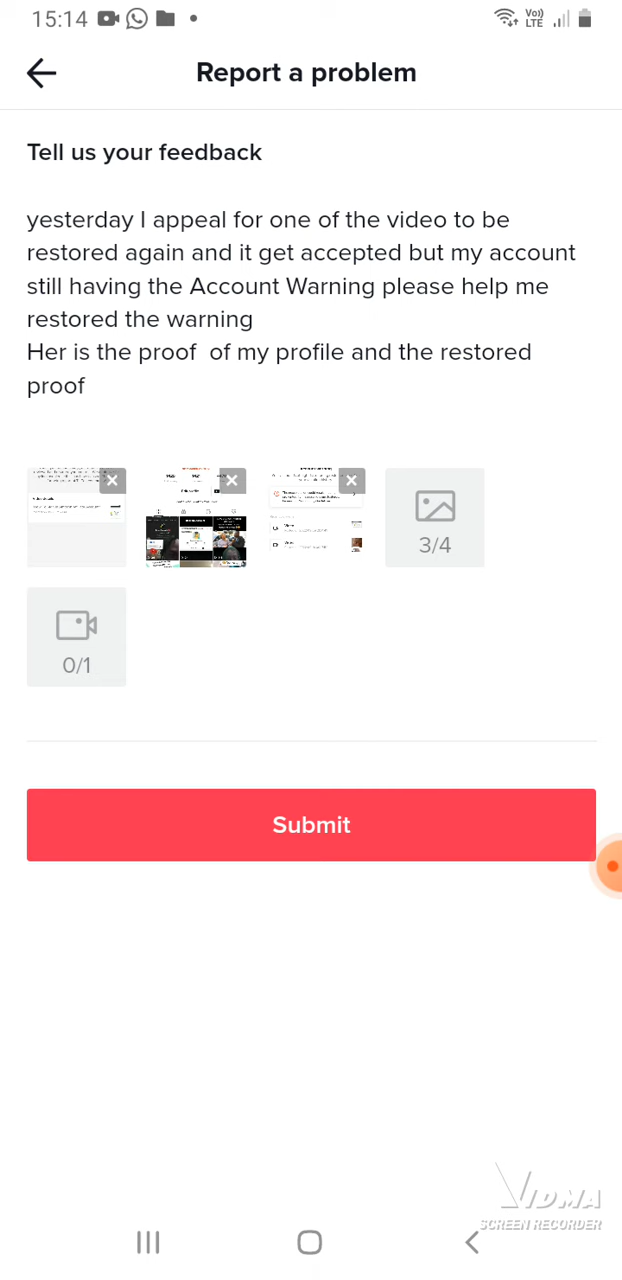 15:14
Vo))
LTE
Report a problem
Tell us your feedback
yesterday I appeal for one of the video to be
restored again and it get accepted but my account
still having the Account Warning please help me
restored the warning
Her is the proof  of my profile and the restored
proof
3/4
0/1
Submit
VIDMA
SCREEN RECORDER